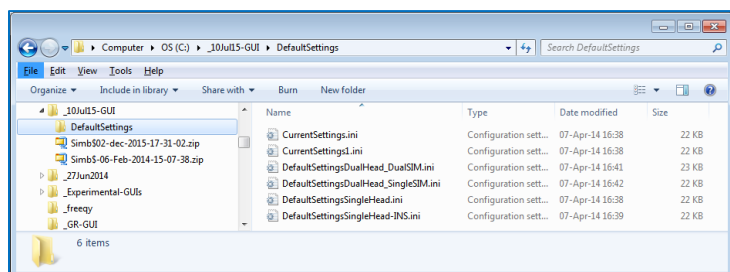 Computer ▸ OS (C:) ▸ _10Jul15-GUI ▸ DefaultSettings
Search DefaultSettings
File Edit View Tools Help
Organize Include in library Share with Burn New folder
_10Jul15-GUI
DefaultSettings
Simb$02-dec-2015-17-31-02.zip
Simb$-06-Feb-2014-15-07-38.zip
_27Jun2014
_Experimental-GUIs
_freeqy
_GR-GUI
Name Type Date modified Size
CurrentSettings.ini Configuration sett... 07-Apr-14 16:38 22 KB
CurrentSettings1.ini Configuration sett... 07-Apr-14 16:38 22 KB
DefaultSettingsDualHead_DualSIM.ini Configuration sett... 07-Apr-14 16:41 23 KB
DefaultSettingsDualHead_SingleSIM.ini Configuration sett... 07-Apr-14 16:42 22 KB
DefaultSettingsSingleHead.ini Configuration sett... 07-Apr-14 16:38 22 KB
DefaultSettingsSingleHead-INS.ini Configuration sett... 07-Apr-14 16:39 22 KB
6 items